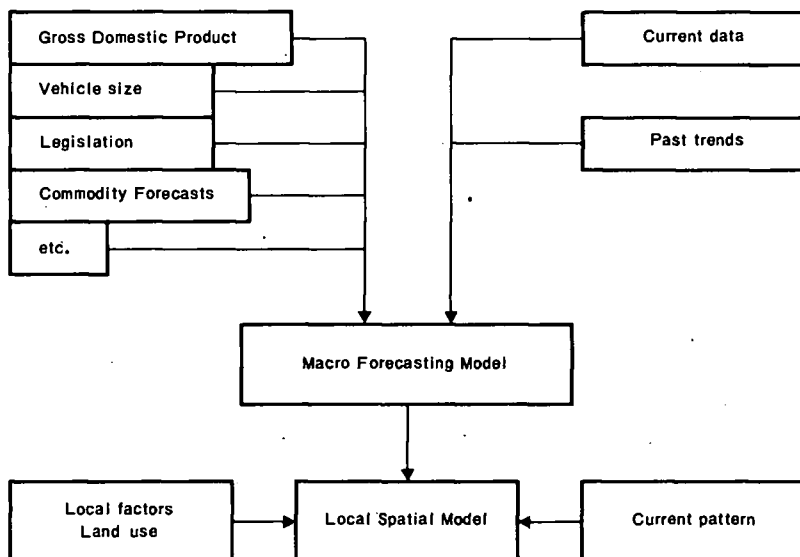 Gross Domestic Product
Current data
Vehicle size
Legislation
Past trends
Commodity Forecasts
etc.
Macro Forecasting Model
Local factors
Land use
Local Spatial Model
Current pattern